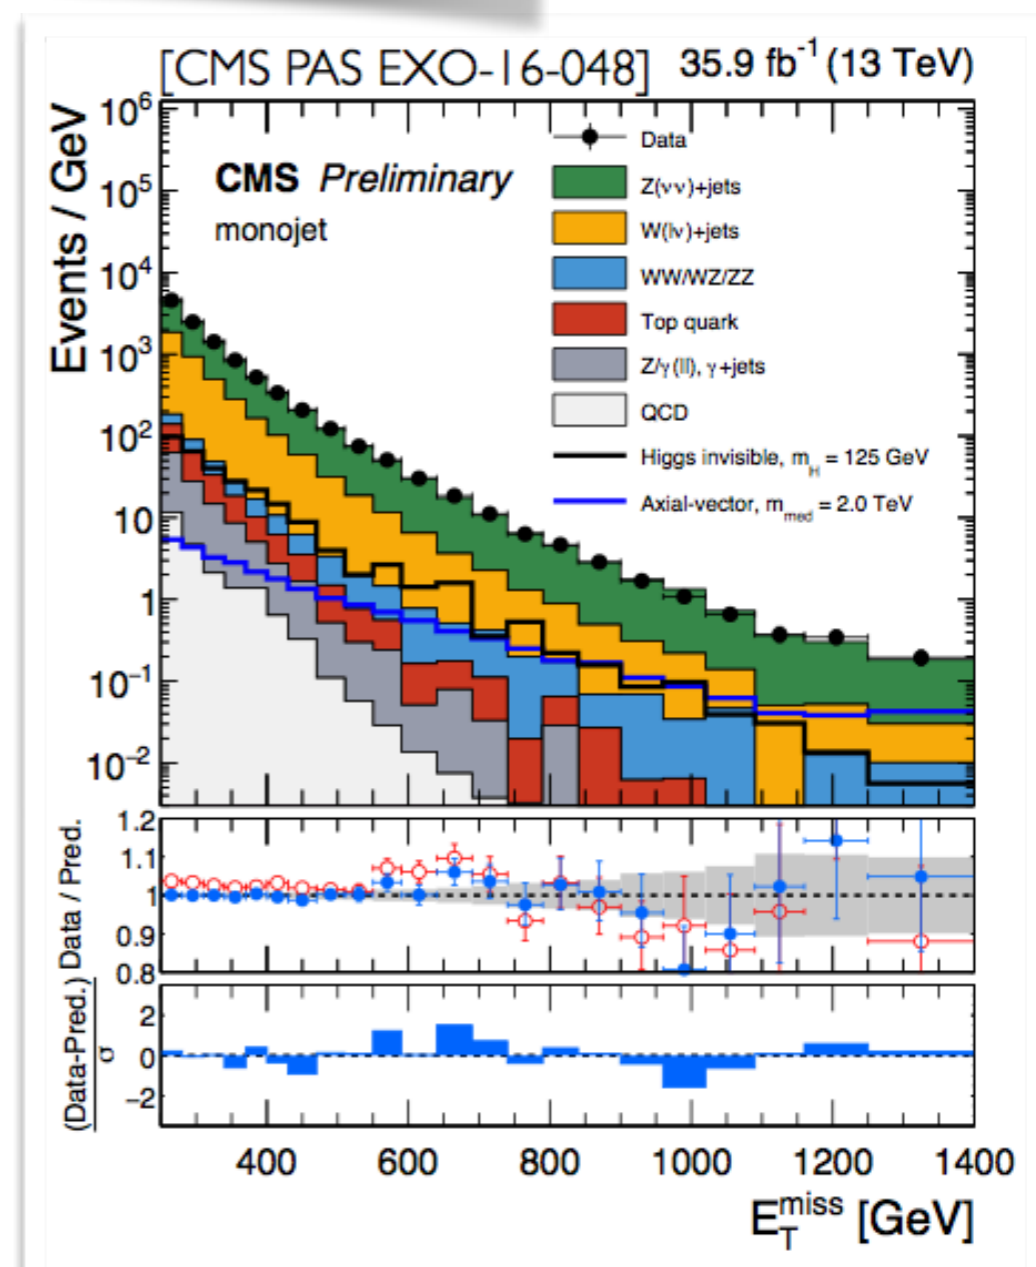 [CMS PAS EXO-16-048] 35.9 fb⁻¹ (13 TeV)
Events / GeV
10⁶
10⁵
10⁴
10³
10²
10
1
10⁻¹
10⁻²
CMS Preliminary
monojet
Data
Z(νν)+jets
W(lν)+jets
WW/WZ/ZZ
Top quark
Z/γ(ll), γ+jets
QCD
Higgs invisible, m_H = 125 GeV
Axial-vector, m_med = 2.0 TeV
Data / Pred.
1.2
1.1
1
0.9
0.8
(Data-Pred.)
σ
2
0
−2
400 600 800 1000 1200 1400
E_T^miss [GeV]